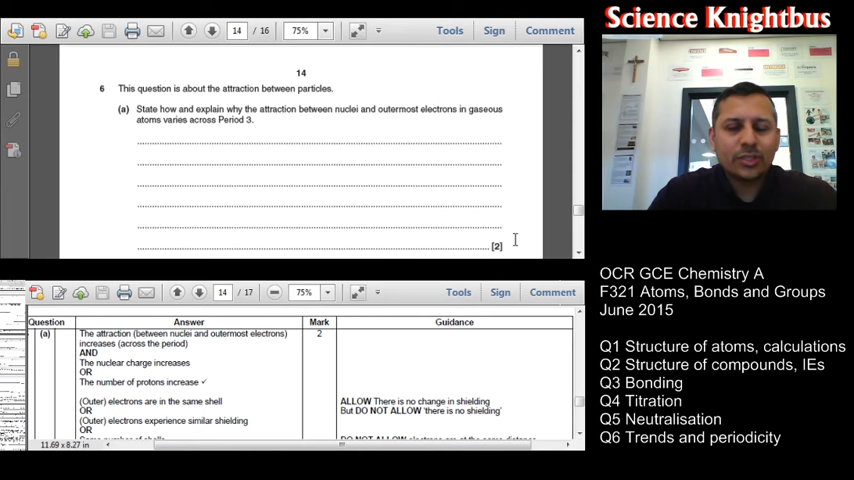 Tools
Sign
Comment
14 / 16
75%
14
6 This question is about the attraction between particles.
(a) State how and explain why the attraction between nuclei and outermost electrons in gaseous
atoms varies across Period 3.
[2]
14 / 17
75%
Tools
Sign
Comment
Question
Answer
Mark
Guidance
(a)
The attraction (between nuclei and outermost electrons)
increases (across the period)
AND
The nuclear charge increases
OR
The number of protons increase ✓
2
(Outer) electrons are in the same shell
OR
(Outer) electrons experience similar shielding
OR
ALLOW There is no change in shielding
But DO NOT ALLOW 'there is no shielding'
11.69 x 8.27 in
Science Knightbus
OCR GCE Chemistry A
F321 Atoms, Bonds and Groups
June 2015
Q1 Structure of atoms, calculations
Q2 Structure of compounds, IEs
Q3 Bonding
Q4 Titration
Q5 Neutralisation
Q6 Trends and periodicity